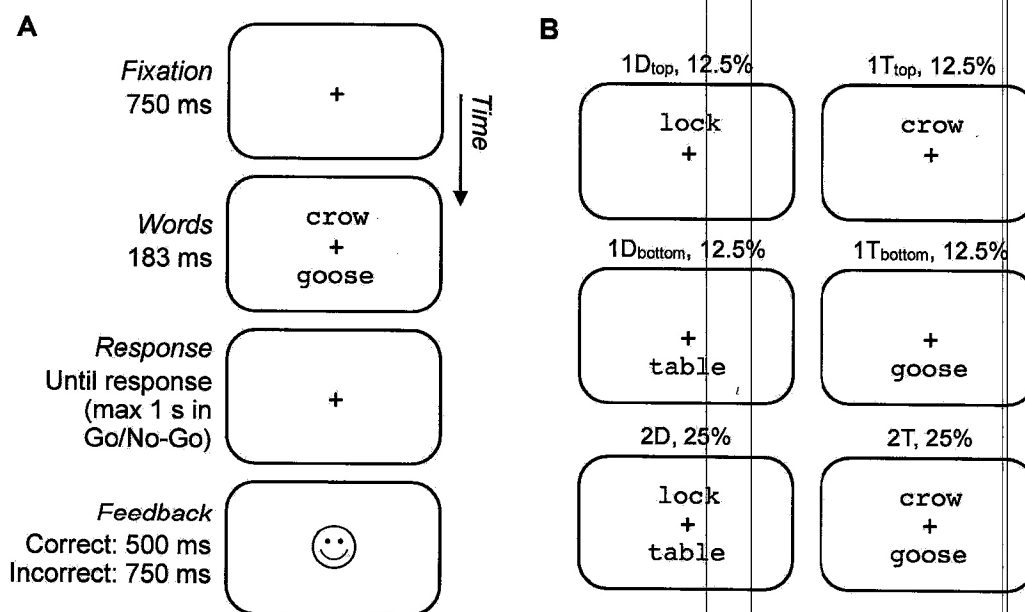 A
Fixation
750 ms
+
Time
Words
183 ms
crow
+
goose
Response
Until response
(max 1 s in
Go/No-Go)
+
Feedback
Correct: 500 ms
Incorrect: 750 ms
B
1Dtop, 12.5%
lock
+
1Ttop, 12.5%
crow
+
1Dbottom, 12.5%
+
table
1Tbottom, 12.5%
+
goose
2D, 25%
lock
+
table
2T, 25%
crow
+
goose